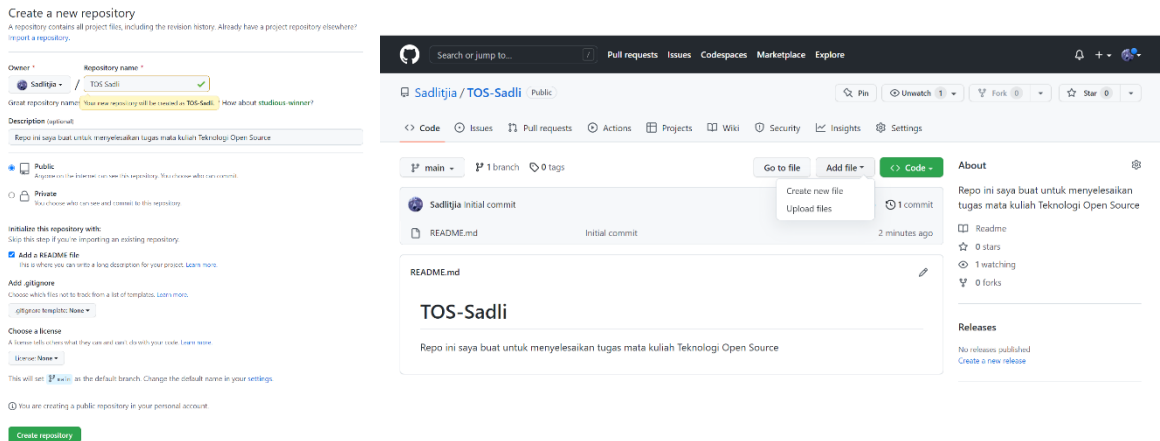 Create a new repository
A repository contains all project files, including the revision history. Already have a project repository elsewhere?
Import a repository.
Owner *
Repository name *
Sadlitjia
/
TOS Sadli
Great repository names
Your new repository will be created as TOS-Sadli.
How about studious-winner?
Description (optional)
Repo ini saya buat untuk menyelesaikan tugas mata kuliah Teknologi Open Source
Public
Anyone on the internet can see this repository. You choose who can commit.
Private
You choose who can see and commit to this repository.
Initialize this repository with:
Skip this step if you're importing an existing repository.
Add a README file
This is where you can write a long description for your project. Learn more.
Add .gitignore
Choose which files not to track from a list of templates. Learn more.
.gitignore template: None
Choose a license
A license tells others what they can and can't do with your code. Learn more.
License: None
This will set main as the default branch. Change the default name in your settings.
You are creating a public repository in your personal account.
Create repository
Search or jump to...
/
Pull requests Issues Codespaces Marketplace Explore
Sadlitjia / TOS-Sadli Public
Pin
Unwatch 1
Fork 0
Star 0
<> Code Issues Pull requests Actions Projects Wiki Security Insights Settings
main 1 branch 0 tags
Go to file Add file <> Code
Create new file
Upload files
Sadlitjia Initial commit
1 commit
README.md Initial commit 2 minutes ago
README.md
TOS-Sadli
Repo ini saya buat untuk menyelesaikan tugas mata kuliah Teknologi Open Source
About
Repo ini saya buat untuk menyelesaikan
tugas mata kuliah Teknologi Open Source
Readme
0 stars
1 watching
0 forks
Releases
No releases published
Create a new release